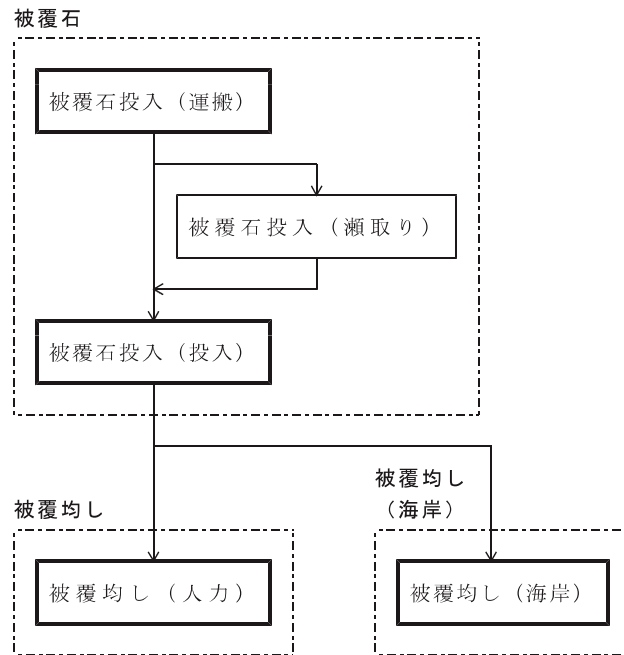 被覆石
被覆石投入（運搬）
被覆石投入（瀬取り）
被覆石投入（投入）
被覆均し
被覆均し（人力）
被覆均し
（海岸）
被覆均し（海岸）